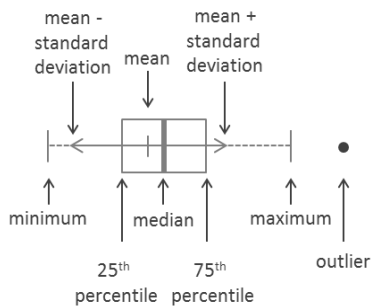 mean -
standard
deviation
mean
mean +
standard
deviation
minimum
median
maximum
25th
percentile
75th
percentile
outlier